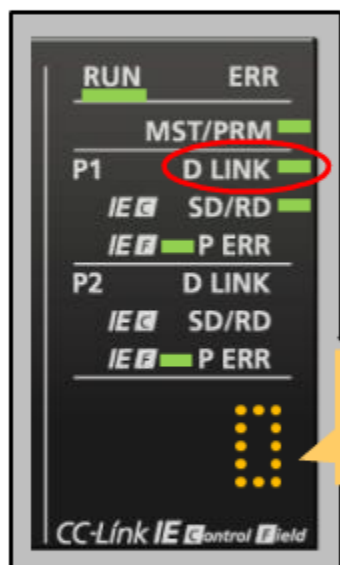 RUN ERR
MST/PRM
P1 D LINK
IE C SD/RD
IE F P ERR
P2 D LINK
IE C SD/RD
IE F P ERR
0
CC-Link IE Control Field